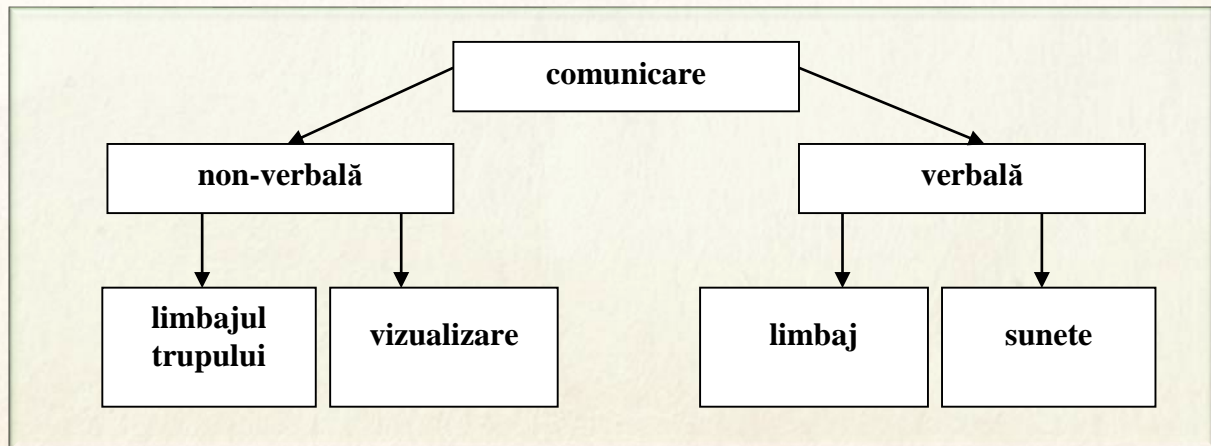 comunicare
non-verbală
verbală
limbajul
trupului
vizualizare
limbaj
sunete